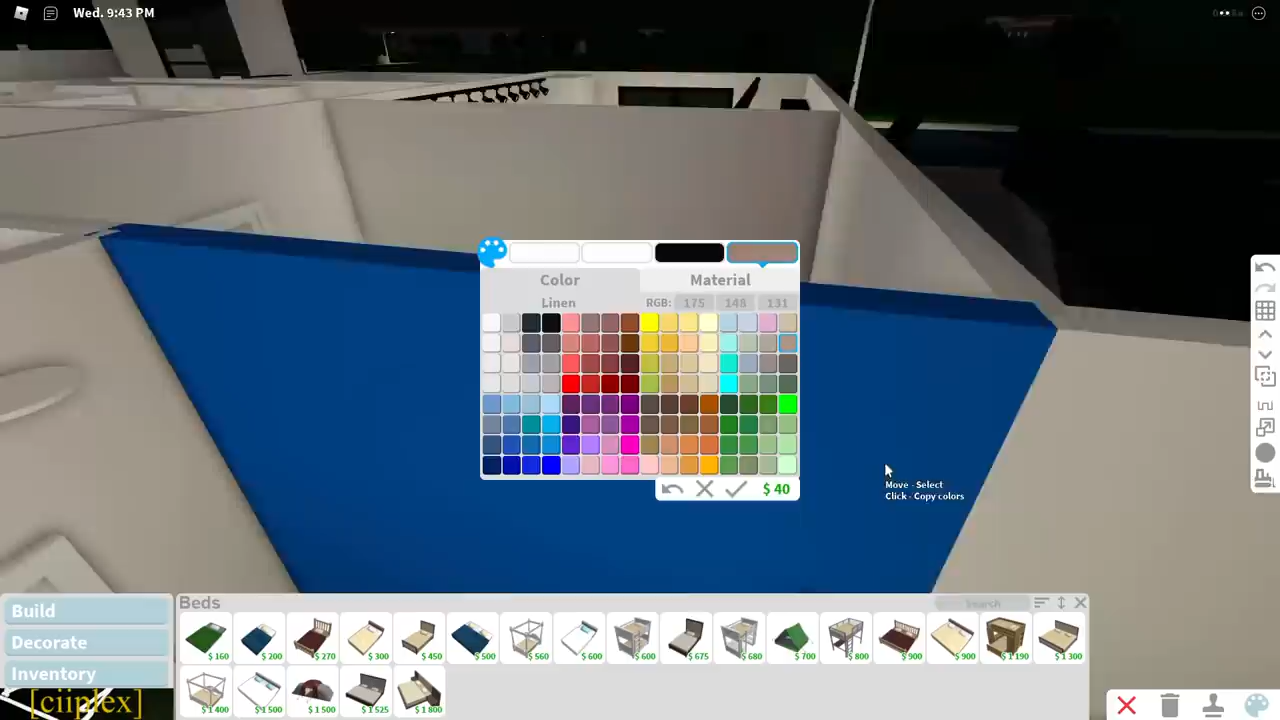 Wed. 9:43 PM
Color
Material
Linen
RGB: 175 148 131
$ 40
Move - Select
Click - Copy colors
Build
Decorate
Inventory
Beds
Search
$ 160
$ 200
$ 270
$ 300
$ 450
$ 500
$ 560
$ 600
$ 600
$ 675
$ 680
$ 700
$ 800
$ 900
$ 900
$ 1 190
$ 1 300
$ 1 400
$ 1 500
$ 1 500
$ 1 525
$ 1 800
[ciiplex]